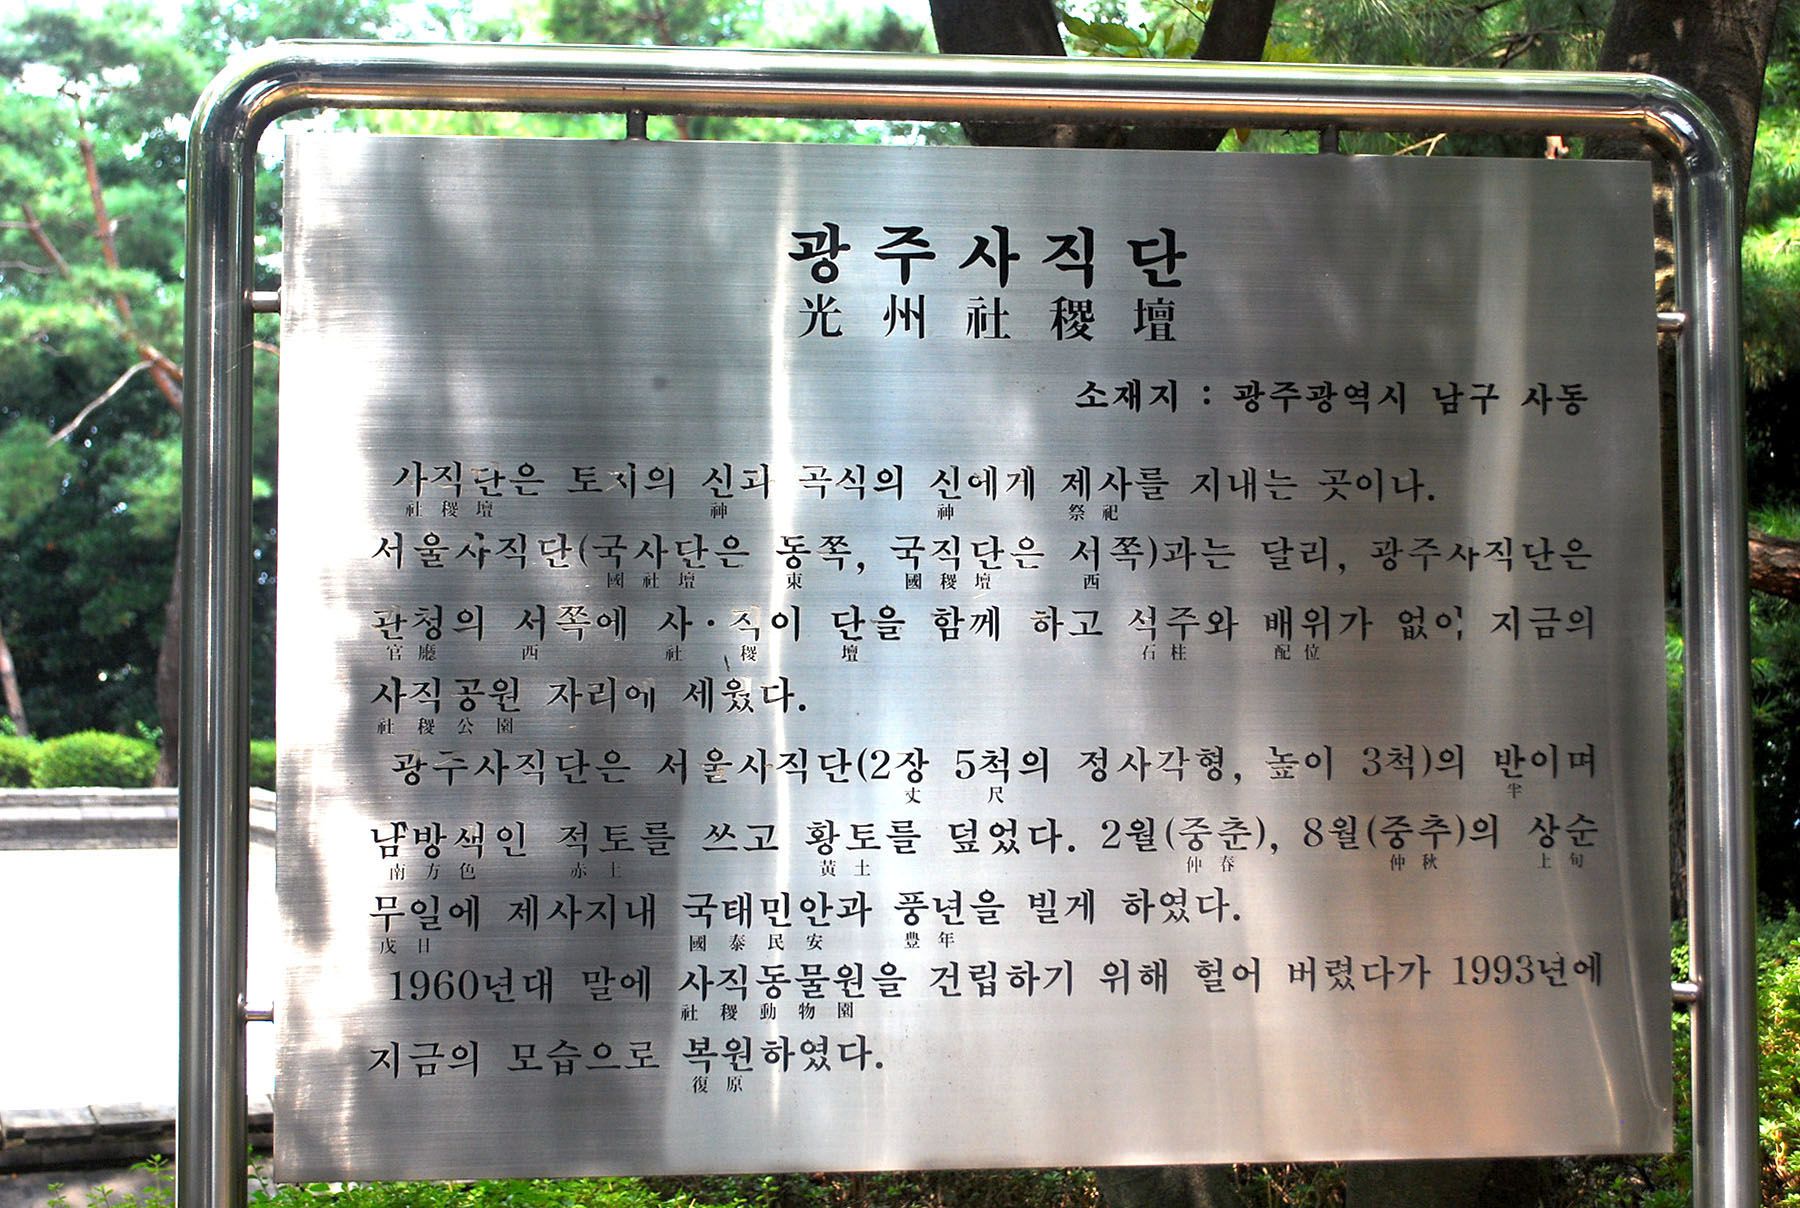 광주사직단
光州社稷壇
소재지 : 광주광역시 남구 사동
사직단은 토지의 신과 곡식의 신에게 제사를 지내는 곳이다.
社稷壇 神 神 祭祀
서울사직단(국사단은 동쪽, 국직단은 서쪽)과는 달리, 광주사직단은
國社壇 東 國稷壇 西
관청의 서쪽에 사·직이 단을 함께 하고 석주와 배위가 없이 지금의
官廳 西 社 稷 壇 石柱 配位
사직공원 자리에 세웠다.
社稷公園
광주사직단은 서울사직단(2장 5척의 정사각형, 높이 3척)의 반이며
丈 尺 半
남방색인 적토를 쓰고 황토를 덮었다. 2월(중춘), 8월(중추)의 상순
南方色 赤土 黃土 仲春 仲秋 上旬
무일에 제사지내 국태민안과 풍년을 빌게 하였다.
戊日 國泰民安 豊年
1960년대 말에 사직동물원을 건립하기 위해 헐어 버렸다가 1993년에
社稷動物園
지금의 모습으로 복원하였다.
復原